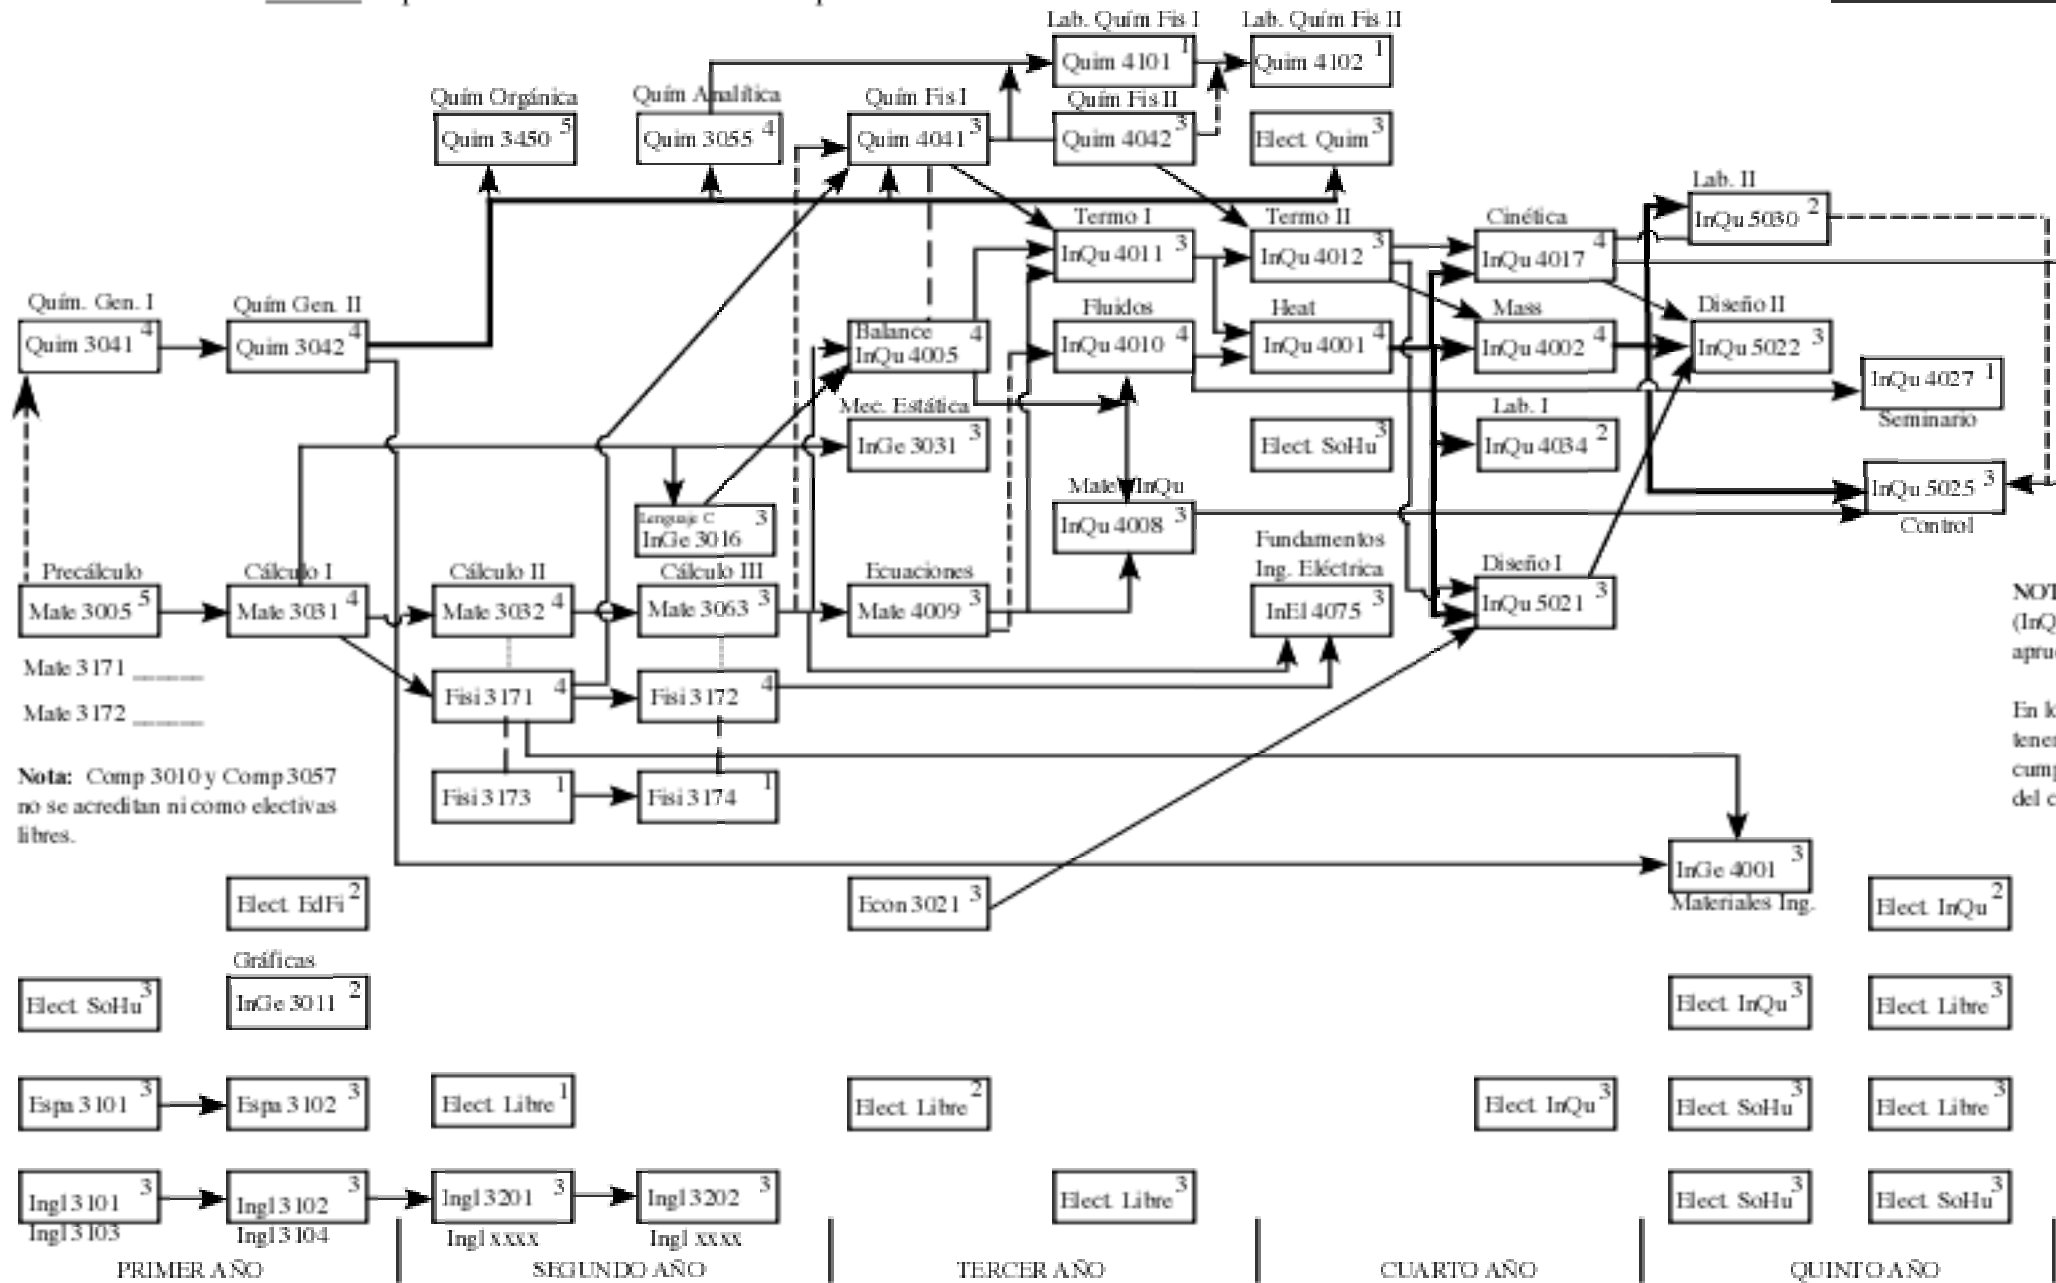 Lab. Quím Fis I
Lab. Quím Fis II
Quim 4101 1
Quim 4102 1
Quím Orgánica
Quím Analítica
Quím Fis I
Quím Fis II
Quim 3450 5
Quim 3055 4
Quim 4041 3
Quim 4042 3
Elect. Quim 3
Lab. II
InQu 5030 2
Termo I
Termo II
Cinética
InQu 4011 3
InQu 4012 3
InQu 4017 4
Quím. Gen. I
Quím Gen. II
Fluidos
Heat
Mass
Diseño II
Quim 3041 4
Quim 3042 4
Balance
InQu 4005 4
InQu 4010 4
InQu 4001 4
InQu 4002 4
InQu 5022 3
InQu 4027 1
Seminario
Mec. Estática
Lab. I
InGe 3031 3
Elect. SoHu 3
InQu 4034 2
Mate InQu
InQu 5025 3
Control
Lenguaje C 3
InGe 3016
InQu 4008 3
Fundamentos
Ing. Eléctrica
Precálculo
Cálculo I
Cálculo II
Cálculo III
Ecuaciones
Diseño I
Mate 3005 5
Mate 3031 4
Mate 3032 4
Mate 3063 3
Mate 4009 3
InEl 4075 3
InQu 5021 3
NOT
(InQ
apru
Mate 3171 ______
Mate 3172 ______
Fisi 3171 4
Fisi 3172 4
En lo
tener
cump
del c
Nota: Comp 3010 y Comp 3057
no se acreditan ni como electivas
libres.
Fisi 3173 1
Fisi 3174 1
InGe 4001 3
Materiales Ing.
Elect. EdFi 2
Econ 3021 3
Elect. InQu 2
Gráficas
Elect. SoHu 3
InGe 3011 2
Elect. InQu 3
Elect. Libre 3
Espa 3101 3
Espa 3102 3
Elect. Libre 1
Elect. Libre 2
Elect. InQu 3
Elect. SoHu 3
Elect. Libre 3
Ingl 3101 3
Ingl 3102 3
Ingl 3201 3
Ingl 3202 3
Elect. Libre 3
Elect. SoHu 3
Elect. SoHu 3
Ingl 3103
Ingl 3104
Ingl xxxx
Ingl xxxx
PRIMER AÑO
SEGUNDO AÑO
TERCER AÑO
CUARTO AÑO
QUINTO AÑO